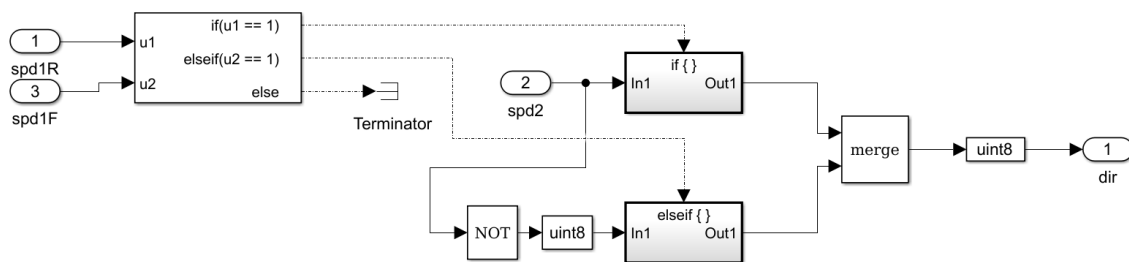 1
spd1R
3
spd1F
u1
u2
if(u1 == 1)
elseif(u2 == 1)
else
Terminator
2
spd2
if { }
In1
Out1
NOT
uint8
elseif { }
In1
Out1
merge
uint8
1
dir